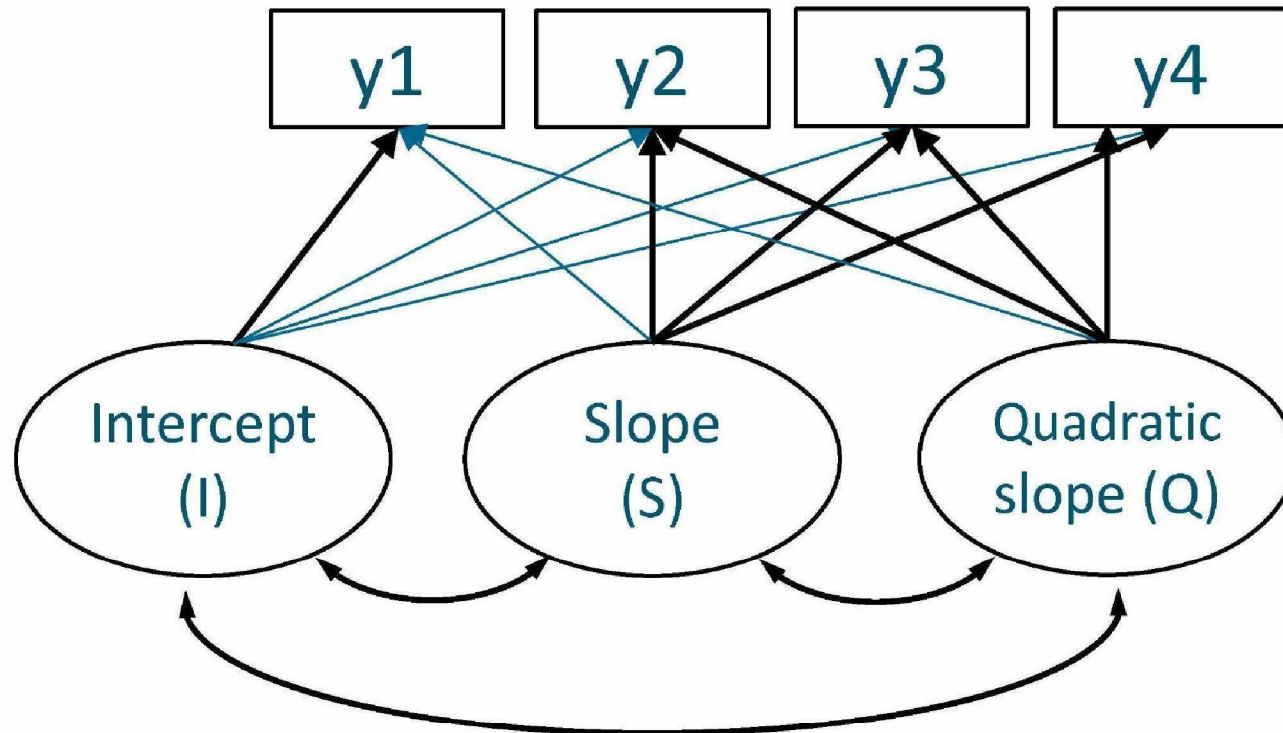 y1
y2
y3
y4
Intercept
(I)
Slope
(S)
Quadratic
slope (Q)